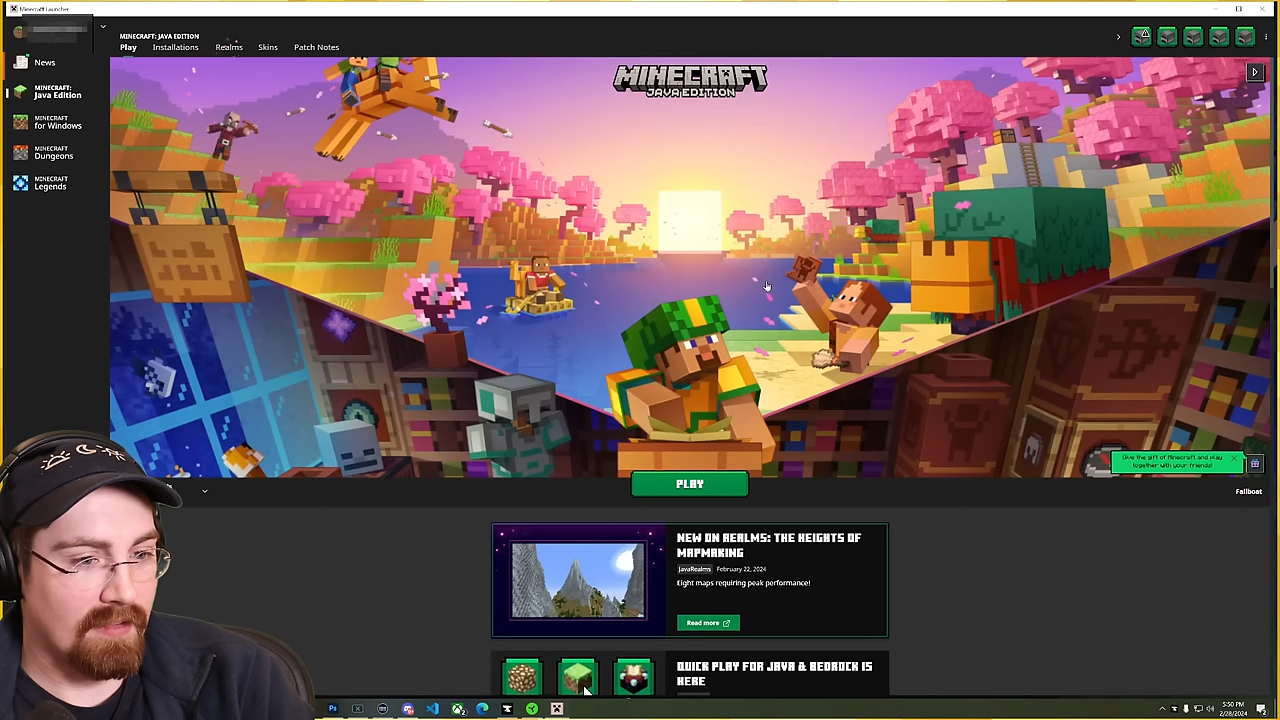 Minecraft Launcher
MINECRAFT: JAVA EDITION
Play Installations Realms Skins Patch Notes
News
MINECRAFT:
Java Edition
MINECRAFT
for Windows
MINECRAFT
Dungeons
MINECRAFT
Legends
MINECRAFT
JAVA EDITION
Give the gift of Minecraft and play
together with your friends!
PLAY
Fallboat
NEW ON REALMS: THE HEIGHTS OF
MAPMAKING
JavaRealms February 22, 2024
Eight maps requiring peak performance!
Read more
QUICK PLAY FOR JAVA & BEDROCK IS
HERE
Ps
5:50 PM
2/28/2024